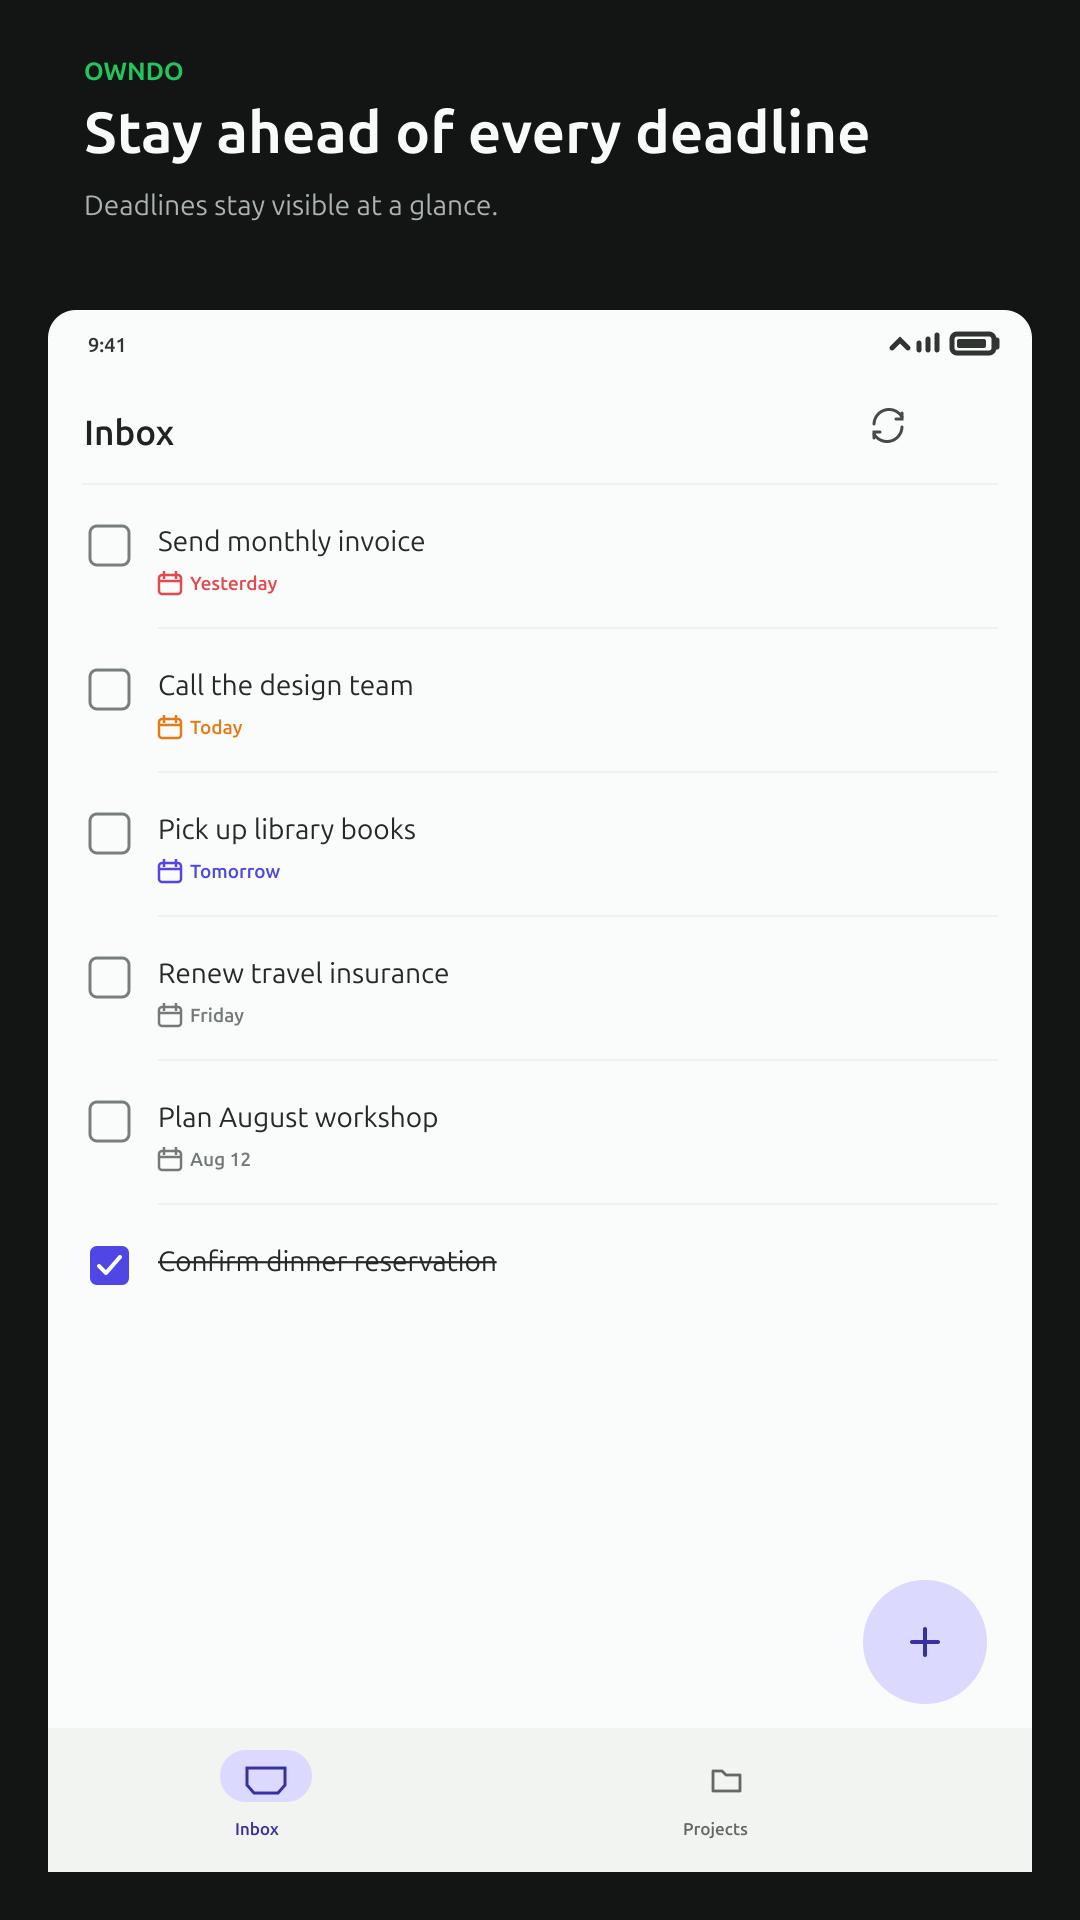 OWNDO
Stay ahead of every deadline
Deadlines stay visible at a glance.
9:41
Inbox
Send monthly invoice
Yesterday
Call the design team
Today
Pick up library books
Tomorrow
Renew travel insurance
Friday
Plan August workshop
Aug 12
Confirm dinner reservation
Inbox
Projects